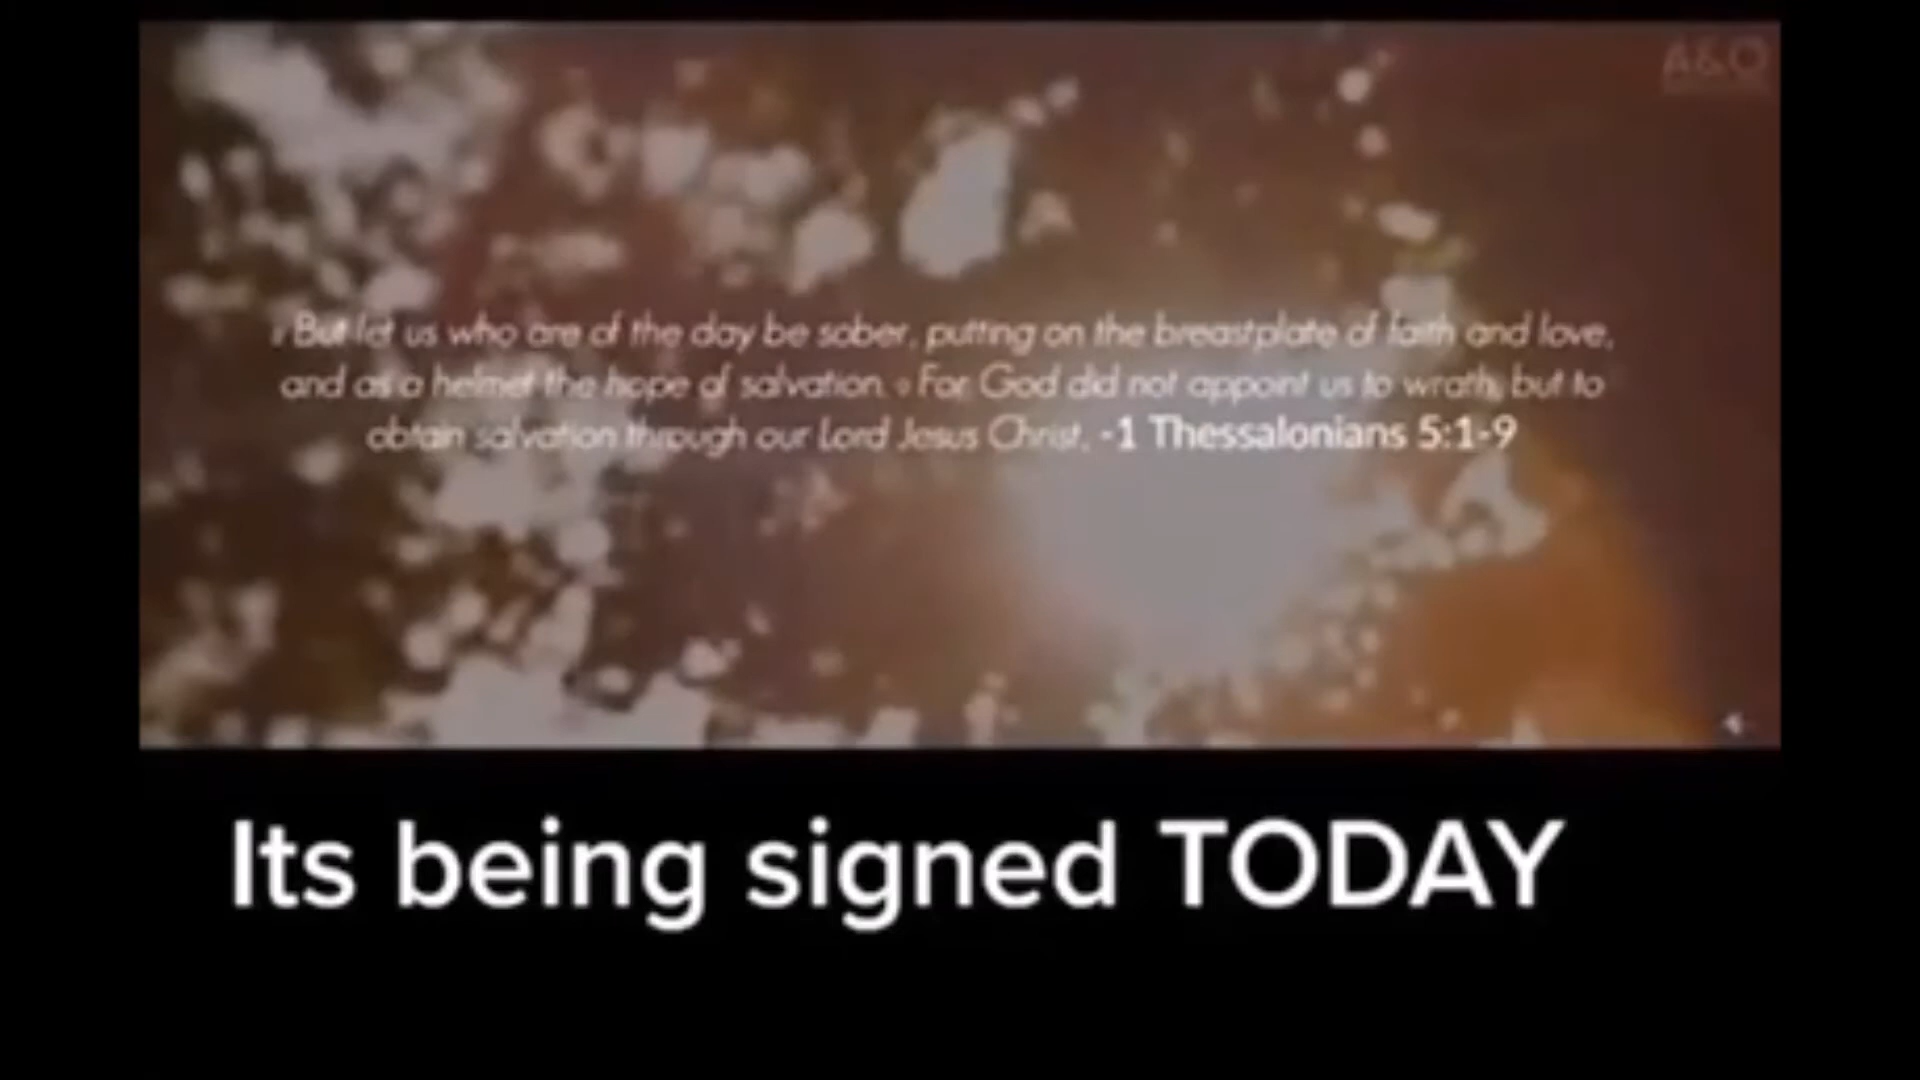 A&O
8 But let us who are of the day be sober, putting on the breastplate of faith and love,
and as a helmet the hope of salvation. 9 For God did not appoint us to wrath, but to
obtain salvation through our Lord Jesus Christ. -1 Thessalonians 5:1-9
Its being signed TODAY